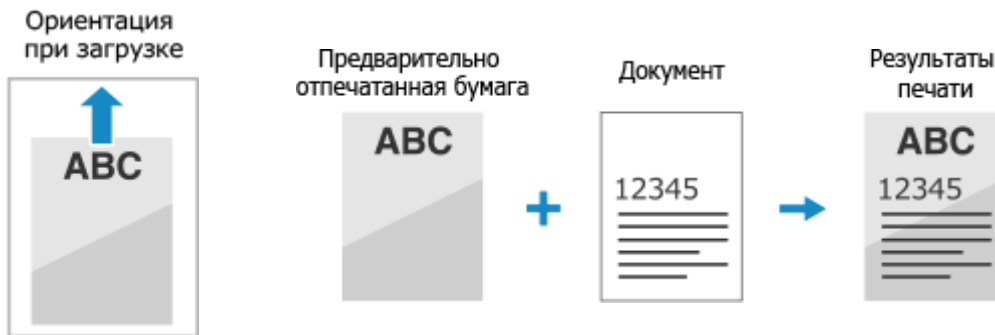 Ориентация
при загрузке
ABC
Предварительно
отпечатанная бумага
ABC
Документ
12345
Результаты
печати
ABC
12345